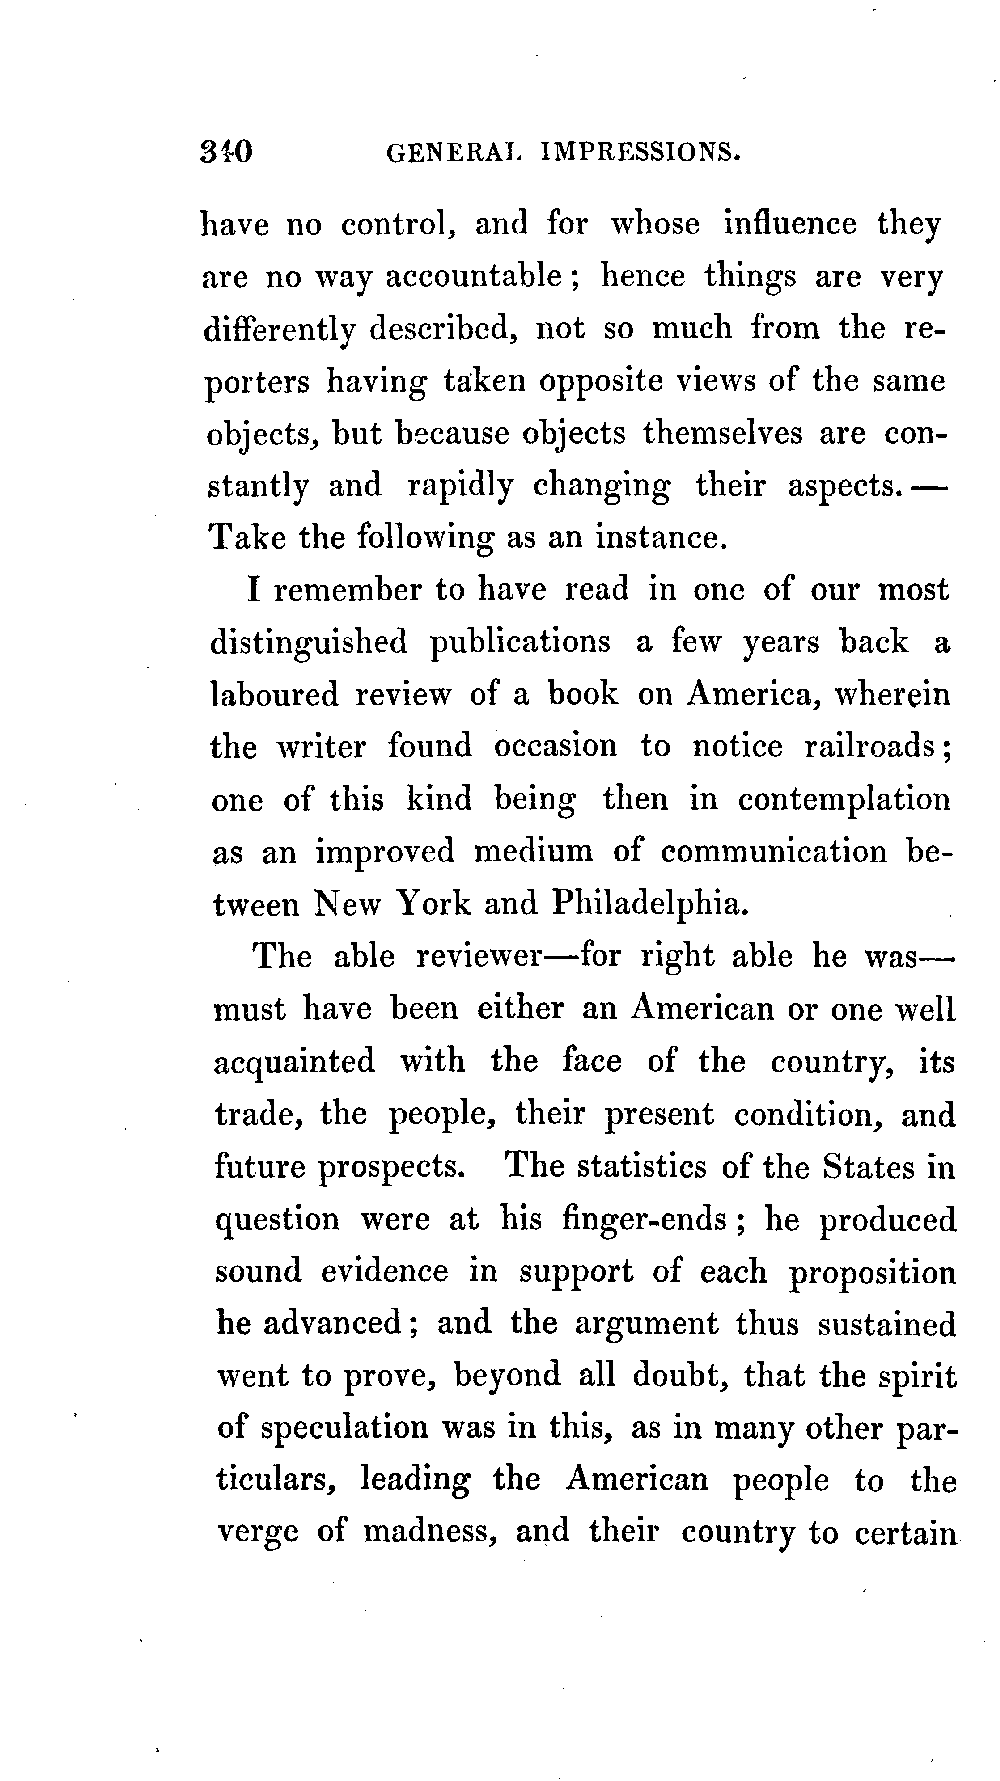 340 GENERAL IMPRESSIONS.
have no control, and for whose influence they
are no way accountable; hence things are very
differently described, not so much from the re-
porters having taken opposite views of the same
objects, but because objects themselves are con-
stantly and rapidly changing their aspects.—
Take the following as an instance.
I remember to have read in one of our most
distinguished publications a few years back a
laboured review of a book on America, wherein
the writer found occasion to notice railroads;
one of this kind being then in contemplation
as an improved medium of communication be-
tween New York and Philadelphia.
The able reviewer—for right able he was—
must have been either an American or one well
acquainted with the face of the country, its
trade, the people, their present condition, and
future prospects. The statistics of the States in
question were at his finger-ends; he produced
sound evidence in support of each proposition
he advanced; and the argument thus sustained
went to prove, beyond all doubt, that the spirit
of speculation was in this, as in many other par-
ticulars, leading the American people to the
verge of madness, and their country to certain